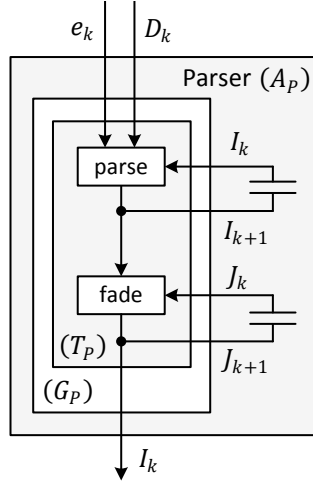 e_k D_k
Parser (A_P)
I_k
parse
I_{k+1}
J_k
fade
(T_P)
J_{k+1}
(G_P)
I_k